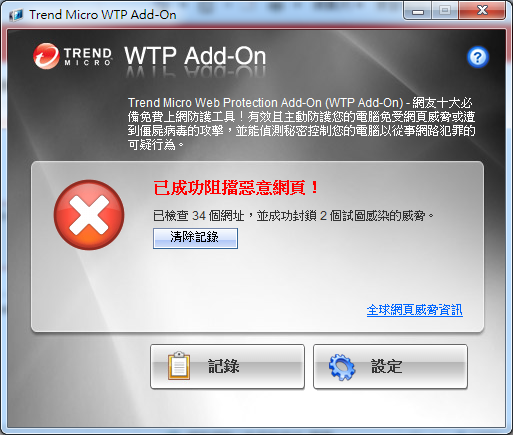 Trend Micro WTP Add-On
TREND MICRO WTP Add-On
Trend Micro Web Protection Add-On (WTP Add-On) - 網友十大必
備免費上網防護工具！有效且主動防護您的電腦免受網頁威脅或遭
到僵屍病毒的攻擊，並能偵測秘密控制您的電腦以從事網路犯罪的
可疑行為。
已成功阻擋惡意網頁！
已檢查 34 個網址，並成功封鎖 2 個試圖感染的威脅。
清除記錄
全球網頁威脅資訊
記錄
設定